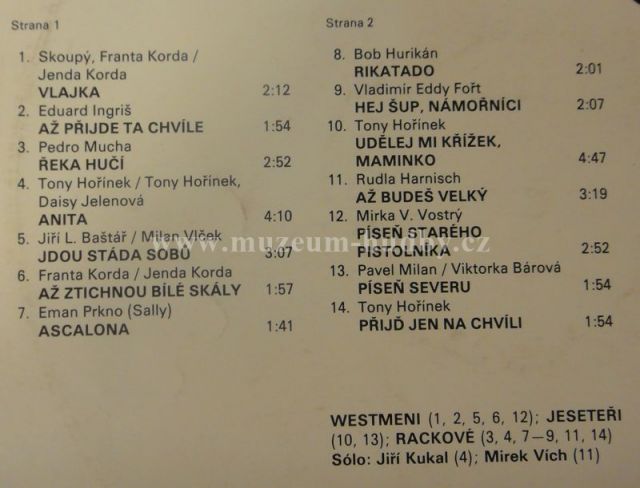 Strana 1
1. Skoupý, Franta Korda /
Jenda Korda
VLAJKA 2:12
2. Eduard Ingriš
AŽ PŘIJDE TA CHVÍLE 1:54
3. Pedro Mucha
ŘEKA HUČÍ 2:52
4. Tony Hořínek / Tony Hořínek,
Daisy Jelenová
ANITA 4:10
5. Jiří L. Baštář / Milan Vlček
JDOU STÁDA SOBŮ 3:07
6. Franta Korda / Jenda Korda
AŽ ZTICHNOU BÍLÉ SKÁLY 1:57
7. Eman Prkno (Sally)
ASCALONA 1:41
Strana 2
8. Bob Hurikán
RIKATADO 2:01
9. Vladimír Eddy Fořt
HEJ ŠUP, NÁMOŘNÍCI 2:07
10. Tony Hořínek
UDĚLEJ MI KŘÍŽEK,
MAMINKO 4:47
11. Rudla Harnisch
AŽ BUDEŠ VELKÝ 3:19
12. Mirka V. Vostrý
PÍSEŇ STARÉHO
PISTOLNÍKA 2:52
13. Pavel Milan / Viktorka Bárová
PÍSEŇ SEVERU 1:54
14. Tony Hořínek
PŘIJĎ JEN NA CHVÍLI 1:54
WESTMENI (1, 2, 5, 6, 12); JESETEŘI
(10, 13); RACKOVÉ (3, 4, 7–9, 11, 14)
Sólo: Jiří Kukal (4); Mirek Vích (11)
www.muzeum-hudby.cz